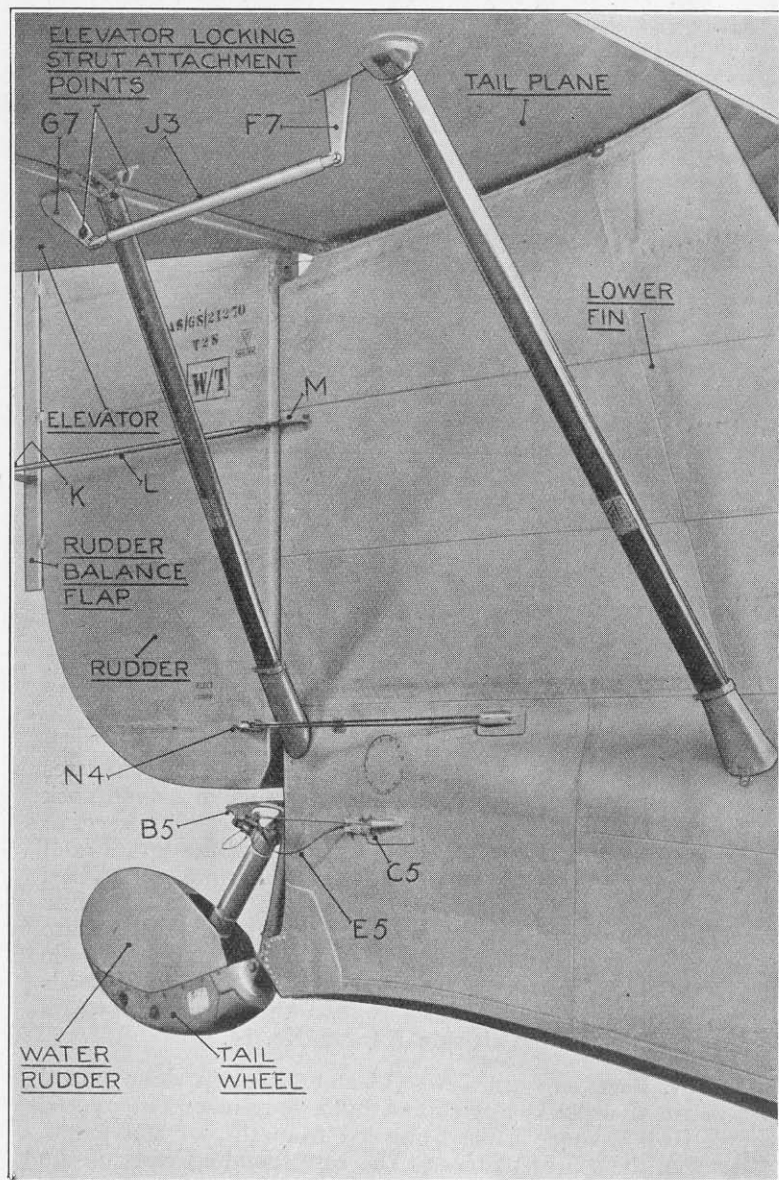 ELEVATOR LOCKING
STRUT ATTACHMENT
POINTS
G7
J3
F7
TAIL PLANE
LOWER
FIN
W/T
M
ELEVATOR
K
L
RUDDER
BALANCE
FLAP
RUDDER
N4
B5
C5
E5
WATER
RUDDER
TAIL
WHEEL